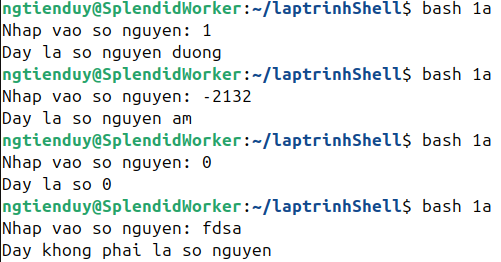 ngtienduy@SplendidWorker:~/laptrinhShell$ bash 1a
Nhap vao so nguyen: 1
Day la so nguyen duong
ngtienduy@SplendidWorker:~/laptrinhShell$ bash 1a
Nhap vao so nguyen: -2132
Day la so nguyen am
ngtienduy@SplendidWorker:~/laptrinhShell$ bash 1a
Nhap vao so nguyen: 0
Day la so 0
ngtienduy@SplendidWorker:~/laptrinhShell$ bash 1a
Nhap vao so nguyen: fdsa
Day khong phai la so nguyen